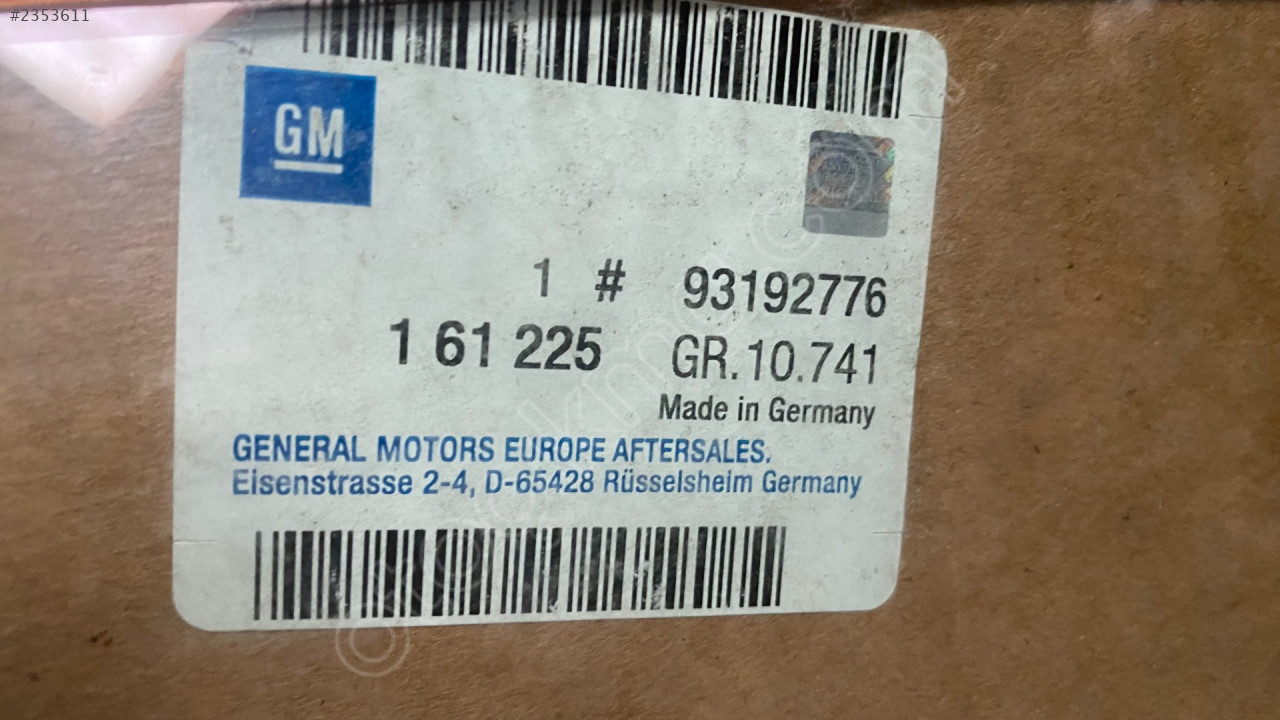 #2353611
GM
1 # 93192776
1 61 225 GR.10.741
Made in Germany
GENERAL MOTORS EUROPE AFTERSALES.
Eisenstrasse 2-4, D-65428 Rüsselsheim Germany